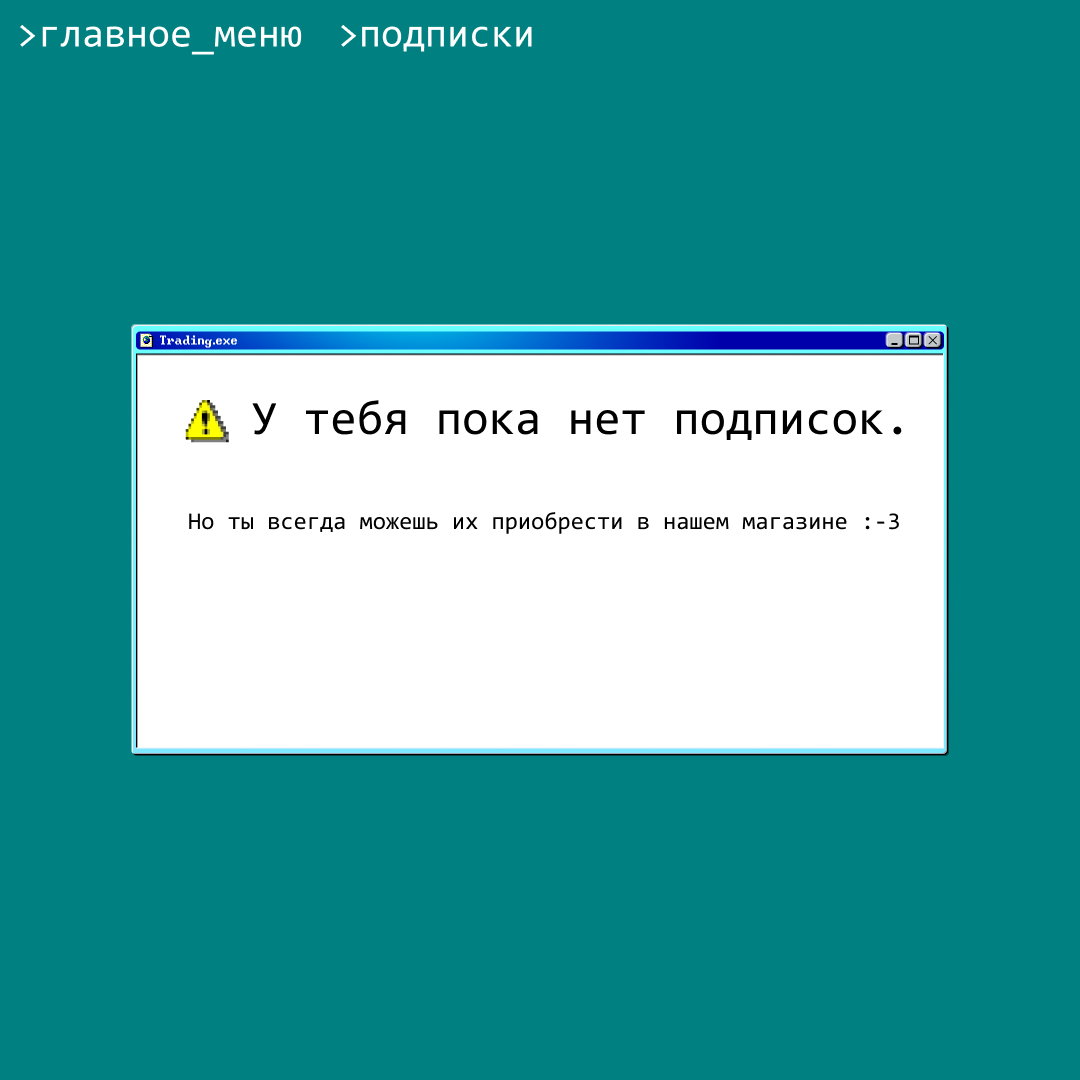 >главное_меню >подписки
Trading.exe
У тебя пока нет подписок.
Но ты всегда можешь их приобрести в нашем магазине :-3